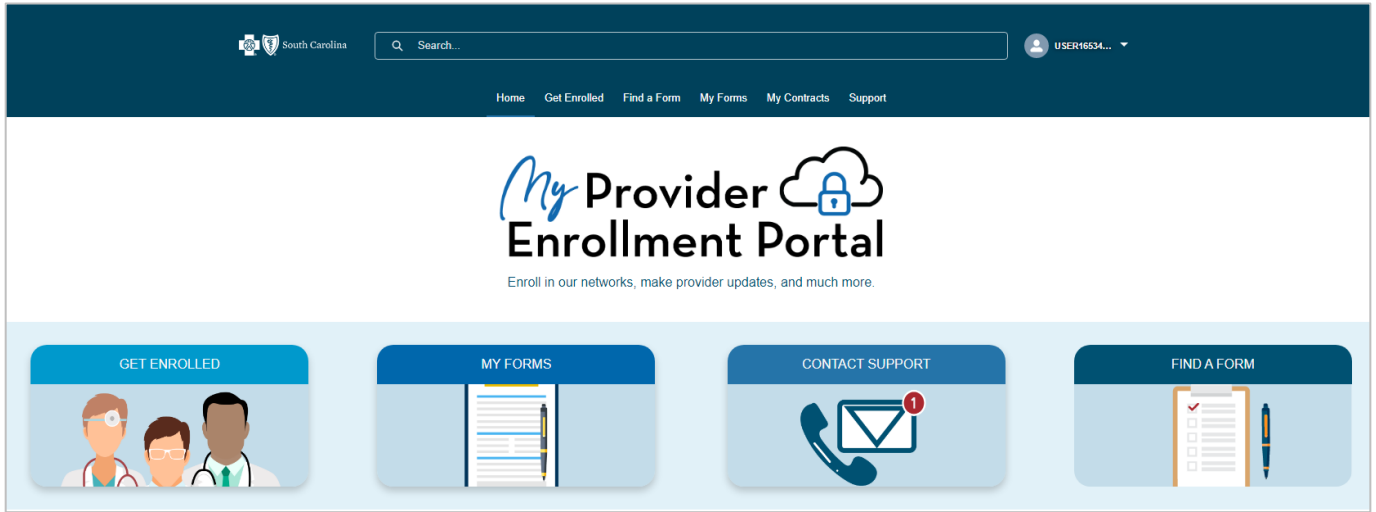 South Carolina
Search...
USER16534...
Home Get Enrolled Find a Form My Forms My Contracts Support
My Provider
Enrollment Portal
Enroll in our networks, make provider updates, and much more.
GET ENROLLED MY FORMS CONTACT SUPPORT FIND A FORM
1